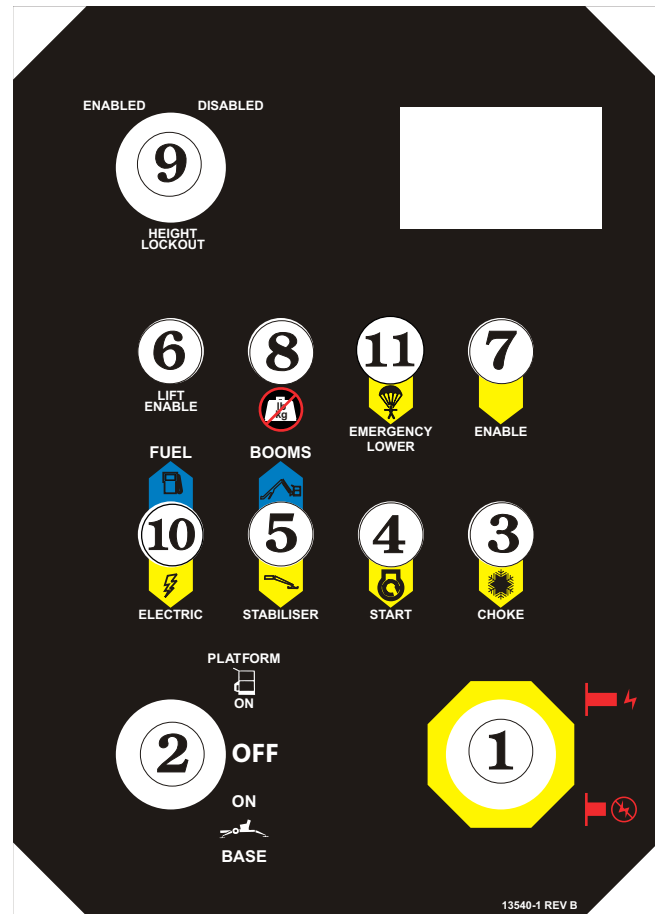 ENABLED DISABLED
9
HEIGHT
LOCKOUT
6 8 11 7
LIFT
ENABLE
lb
kg
EMERGENCY
LOWER
ENABLE
FUEL BOOMS
10 5 4 3
ELECTRIC STABILISER START CHOKE
PLATFORM
ON
2 OFF
1
ON
BASE
13540-1 REV B